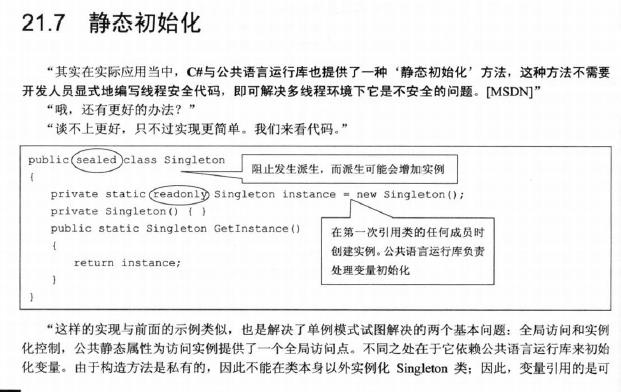 21.7 静态初始化
“其实在实际应用当中，C#与公共语言运行库也提供了一种‘静态初始化’方法，这种方法不需要
开发人员显式地编写线程安全代码，即可解决多线程环境下它是不安全的问题。[MSDN]”
“哦，还有更好的办法？”
“谈不上更好，只不过实现更简单。我们来看代码。”
public sealed class Singleton
阻止发生派生，而派生可能会增加实例
{
private static readonly Singleton instance = new Singleton();
private Singleton() { }
public static Singleton GetInstance()
{
return instance;
}
}
在第一次引用类的任何成员时
创建实例。公共语言运行库负责
处理变量初始化
“这样的实现与前面的示例类似，也是解决了单例模式试图解决的两个基本问题：全局访问和实例
化控制，公共静态属性为访问实例提供了一个全局访问点。不同之处在于它依赖公共语言运行库来初始
化变量。由于构造方法是私有的，因此不能在类本身以外实例化 Singleton 类；因此，变量引用的是可